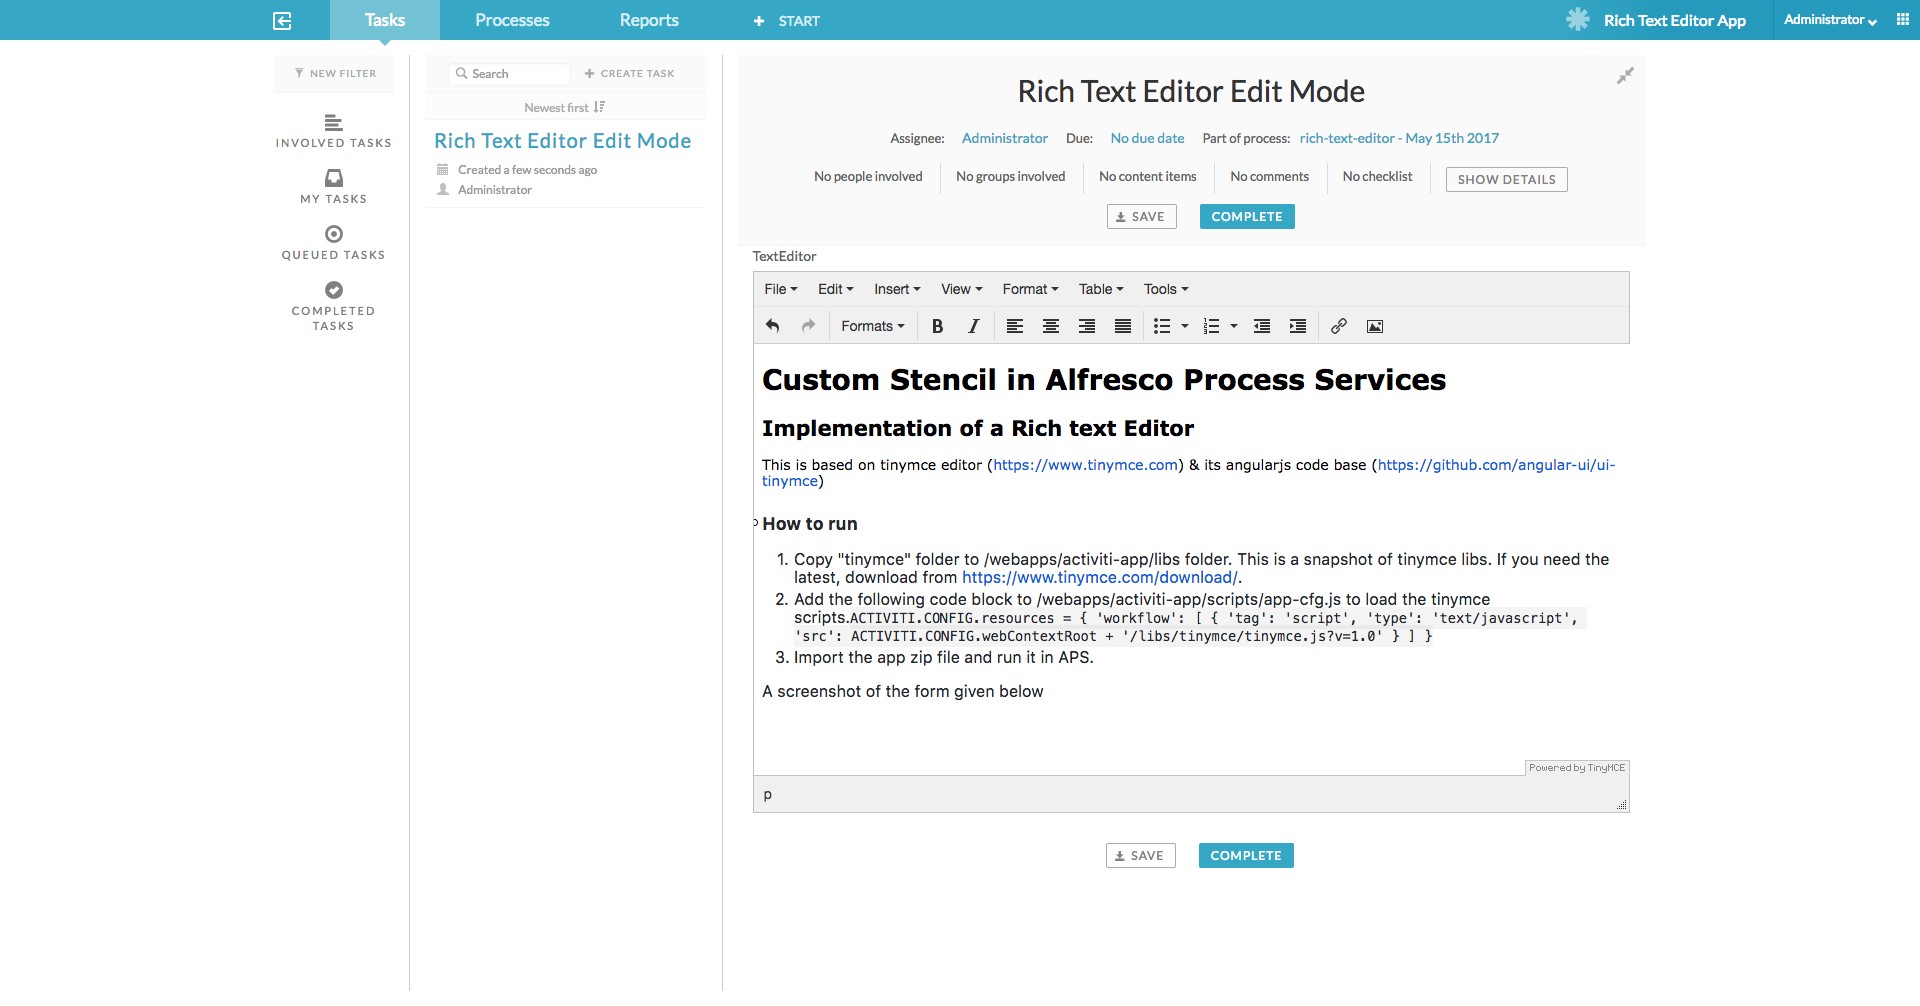 Tasks Processes Reports + START Rich Text Editor App Administrator
NEW FILTER
INVOLVED TASKS
MY TASKS
QUEUED TASKS
COMPLETED
TASKS
Search + CREATE TASK
Newest first
Rich Text Editor Edit Mode
Created a few seconds ago
Administrator
Rich Text Editor Edit Mode
Assignee: Administrator Due: No due date Part of process: rich-text-editor - May 15th 2017
No people involved No groups involved No content items No comments No checklist SHOW DETAILS
SAVE COMPLETE
TextEditor
File Edit Insert View Format Table Tools
Formats B I
Custom Stencil in Alfresco Process Services
Implementation of a Rich text Editor
This is based on tinymce editor (https://www.tinymce.com) & its angularjs code base (https://github.com/angular-ui/ui-
tinymce)
How to run
1. Copy "tinymce" folder to /webapps/activiti-app/libs folder. This is a snapshot of tinymce libs. If you need the
latest, download from https://www.tinymce.com/download/.
2. Add the following code block to /webapps/activiti-app/scripts/app-cfg.js to load the tinymce
scripts.ACTIVITI.CONFIG.resources = { 'workflow': [ { 'tag': 'script', 'type': 'text/javascript',
'src': ACTIVITI.CONFIG.webContextRoot + '/libs/tinymce/tinymce.js?v=1.0' } ] }
3. Import the app zip file and run it in APS.
A screenshot of the form given below
Powered by TinyMCE
p
SAVE COMPLETE